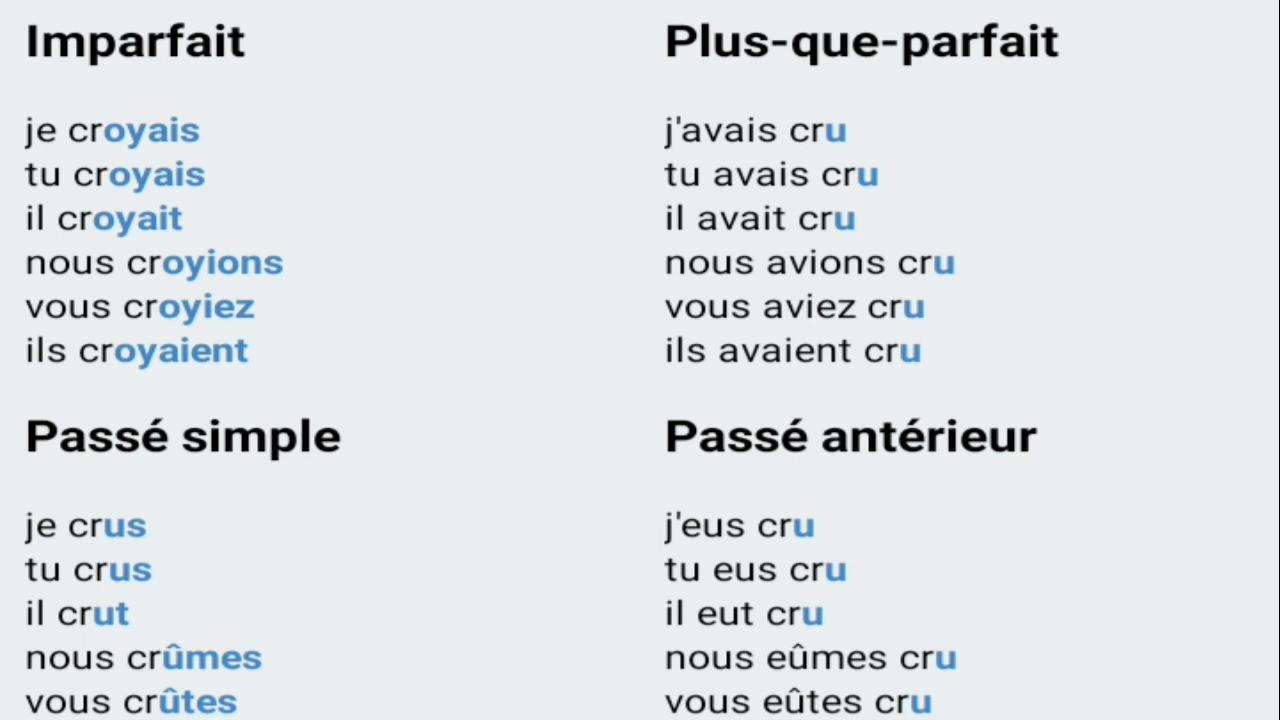 Imparfait
je croyais
tu croyais
il croyait
nous croyions
vous croyiez
ils croyaient
Plus-que-parfait
j'avais cru
tu avais cru
il avait cru
nous avions cru
vous aviez cru
ils avaient cru
Passé simple
je crus
tu crus
il crut
nous crûmes
vous crûtes
Passé antérieur
j'eus cru
tu eus cru
il eut cru
nous eûmes cru
vous eûtes cru